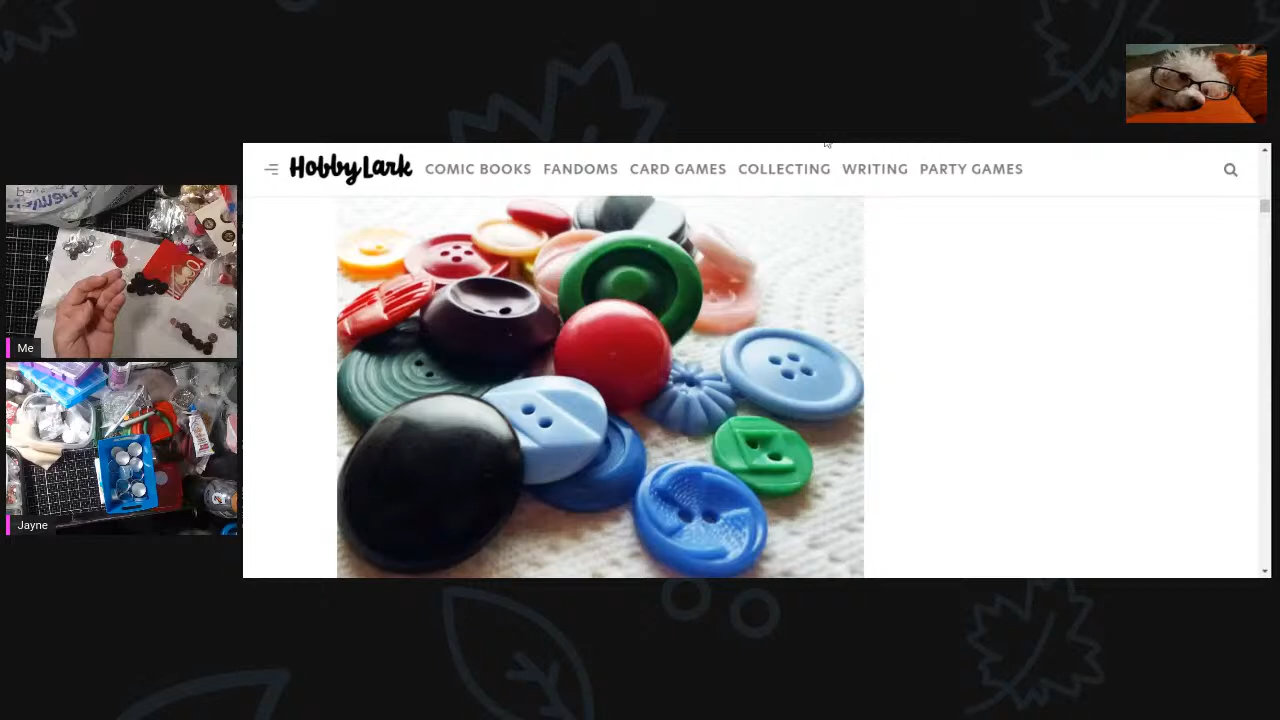 HobbyLark COMIC BOOKS FANDOMS CARD GAMES COLLECTING WRITING PARTY GAMES
Me
Jayne